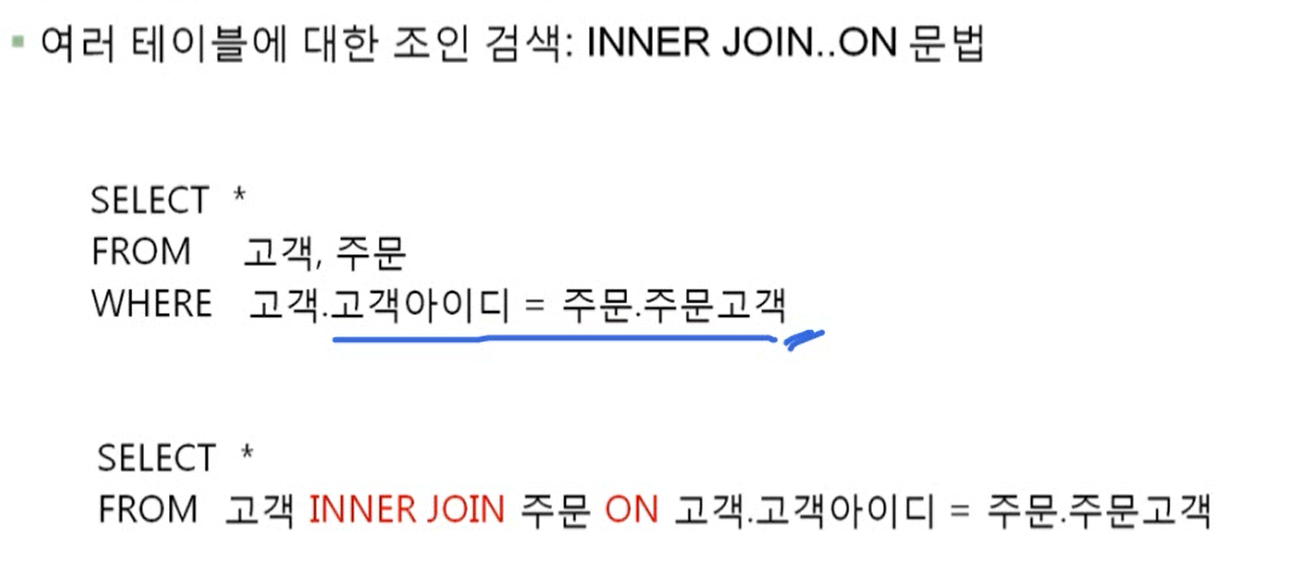 여러 테이블에 대한 조인 검색: INNER JOIN..ON 문법
SELECT *
FROM 고객, 주문
WHERE 고객.고객아이디 = 주문.주문고객
SELECT *
FROM 고객 INNER JOIN 주문 ON 고객.고객아이디 = 주문.주문고객